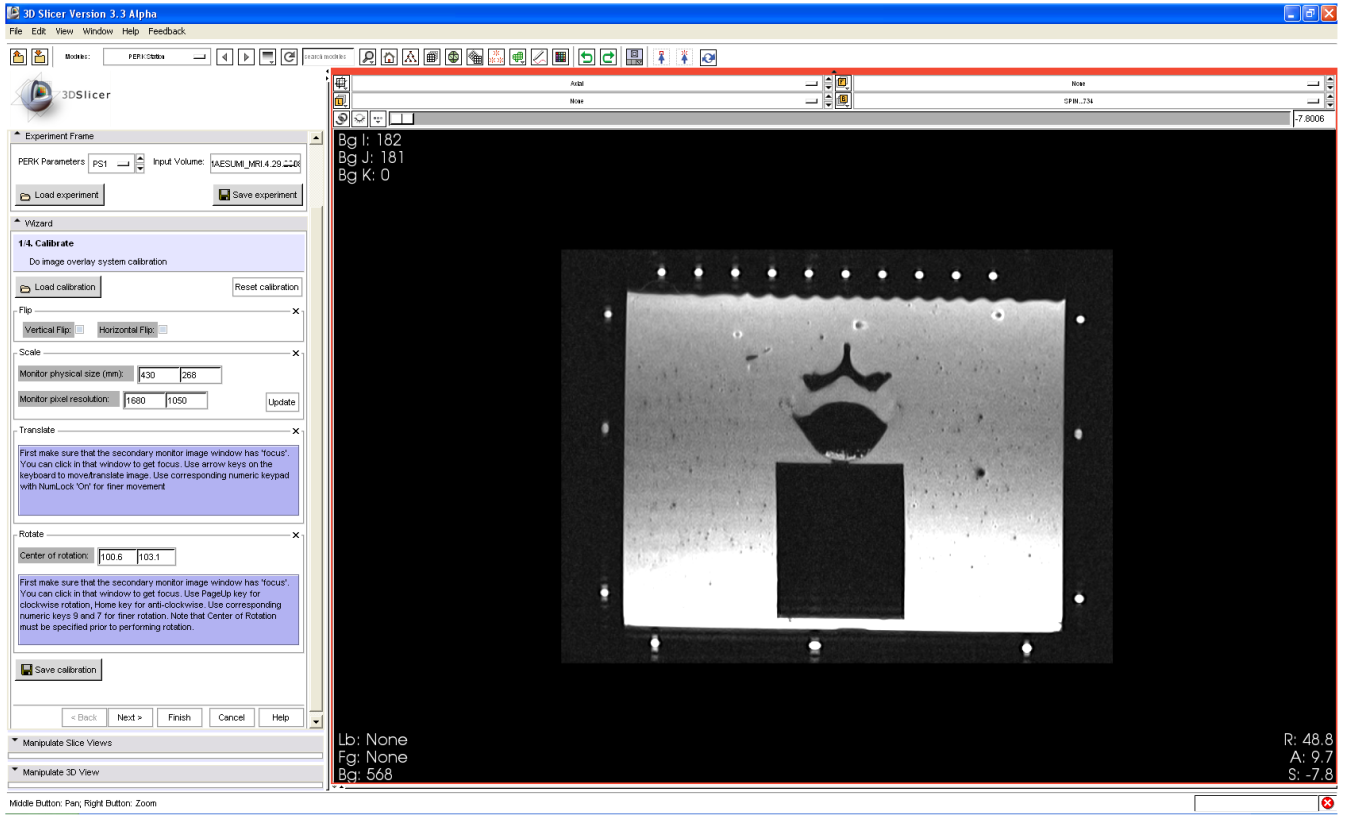 3D Slicer Version 3.3 Alpha
File Edit View Window Help Feedback
Modules: PERK Station search modules
3DSlicer
Axial None
None SPIN...734
-7.8006
Experiment Frame
PERK Parameters PS1 Input Volume:
Load experiment Save experiment
Wizard
1/4. Calibrate
Do image overlay system calibration
Load calibration Reset calibration
Flip X
Vertical Flip: Horizontal Flip:
Scale X
Monitor physical size (mm): 430 268
Monitor pixel resolution: 1680 1050 Update
Translate X
First make sure that the secondary monitor image window has 'focus'.
You can click in that window to get focus. Use arrow keys on the
keyboard to move/translate image. Use corresponding numeric keypad
with NumLock 'On' for finer movement
Rotate X
Center of rotation: 100.6 103.1
First make sure that the secondary monitor image window has 'focus'.
You can click in that window to get focus. Use PageUp key for
clockwise rotation, Home key for anti-clockwise. Use corresponding
numeric keys 9 and 7 for finer rotation. Note that Center of Rotation
must be specified prior to performing rotation.
Save calibration
< Back Next > Finish Cancel Help
Manipulate Slice Views
Manipulate 3D View
Middle Button: Pan; Right Button: Zoom
Bg I: 182
Bg J: 181
Bg K: 0
Lb: None
Fg: None
Bg: 568
R: 48.8
A: 9.7
S: -7.8